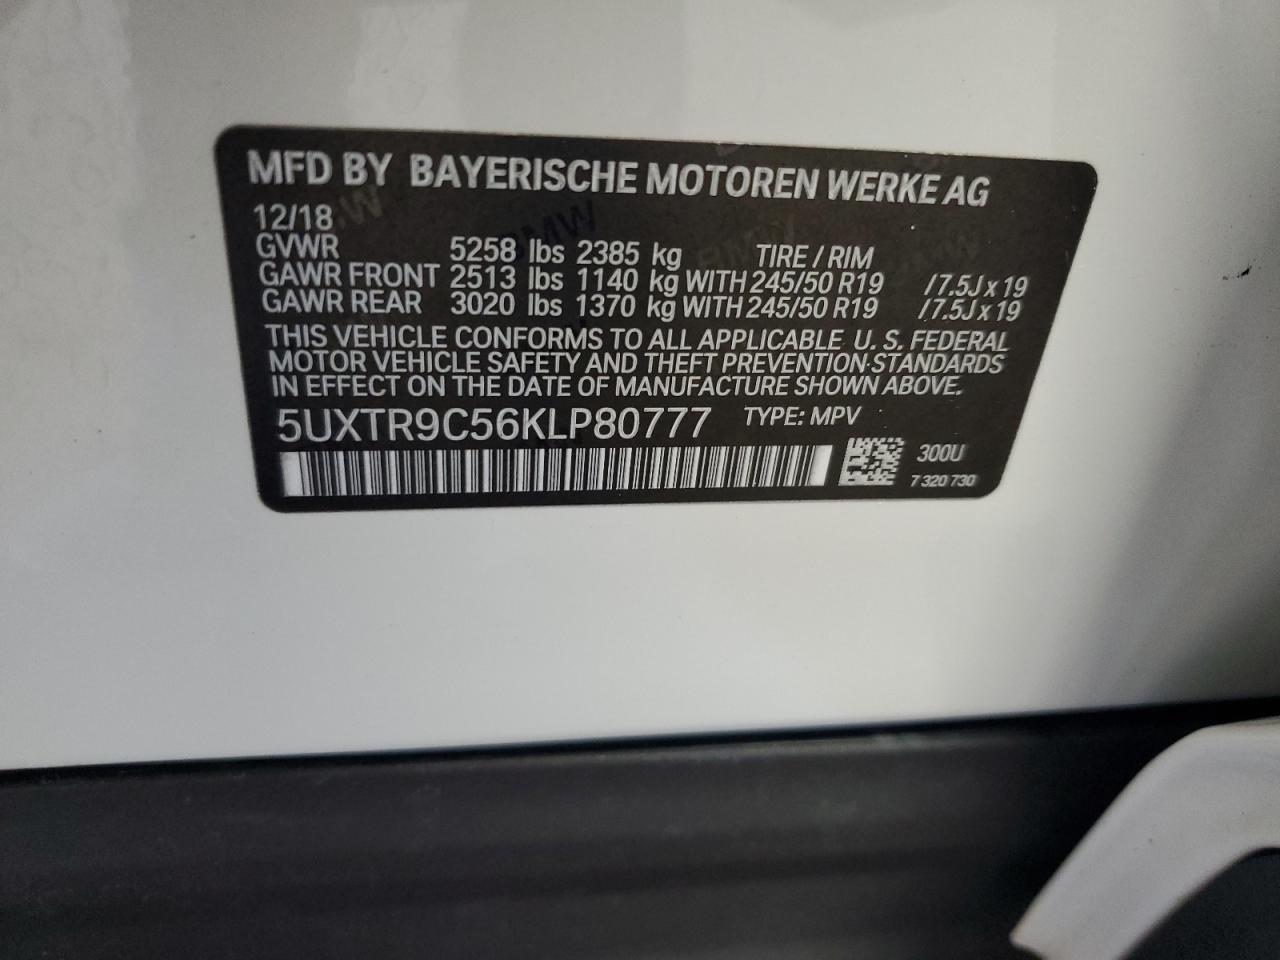 MFD BY BAYERISCHE MOTOREN WERKE AG
12/18
GVWR 5258 lbs 2385 kg TIRE / RIM
GAWR FRONT 2513 lbs 1140 kg WITH 245/50 R19 /7.5J x 19
GAWR REAR 3020 lbs 1370 kg WITH 245/50 R19 /7.5J x 19
THIS VEHICLE CONFORMS TO ALL APPLICABLE U. S. FEDERAL
MOTOR VEHICLE SAFETY AND THEFT PREVENTION STANDARDS
IN EFFECT ON THE DATE OF MANUFACTURE SHOWN ABOVE.
5UXTR9C56KLP80777 TYPE: MPV
300U
7 320 730